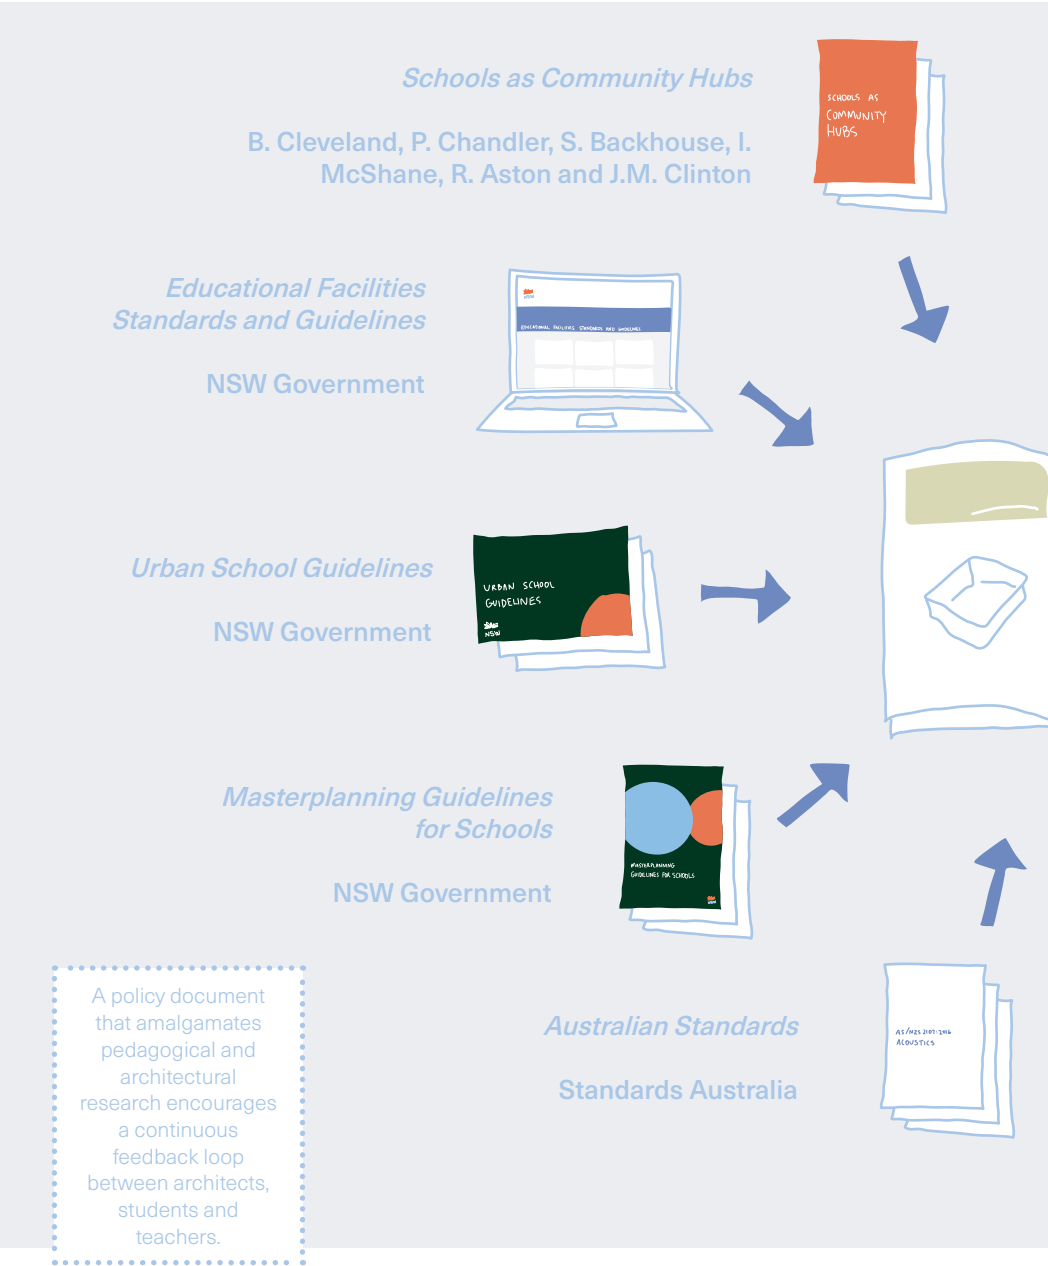 Schools as Community Hubs
B. Cleveland, P. Chandler, S. Backhouse, I.
McShane, R. Aston and J.M. Clinton
SCHOOLS AS
COMMUNITY
HUBS
Educational Facilities
Standards and Guidelines
NSW Government
EDUCATIONAL FACILITIES STANDARDS AND GUIDELINES
Urban School Guidelines
NSW Government
URBAN SCHOOL
GUIDELINES
NSW
Masterplanning Guidelines
for Schools
NSW Government
MASTERPLANNING
GUIDELINES FOR SCHOOLS
Australian Standards
Standards Australia
AS/NZS 2107:2016
ACOUSTICS
A policy document
that amalgamates
pedagogical and
architectural
research encourages
a continuous
feedback loop
between architects,
students and
teachers.